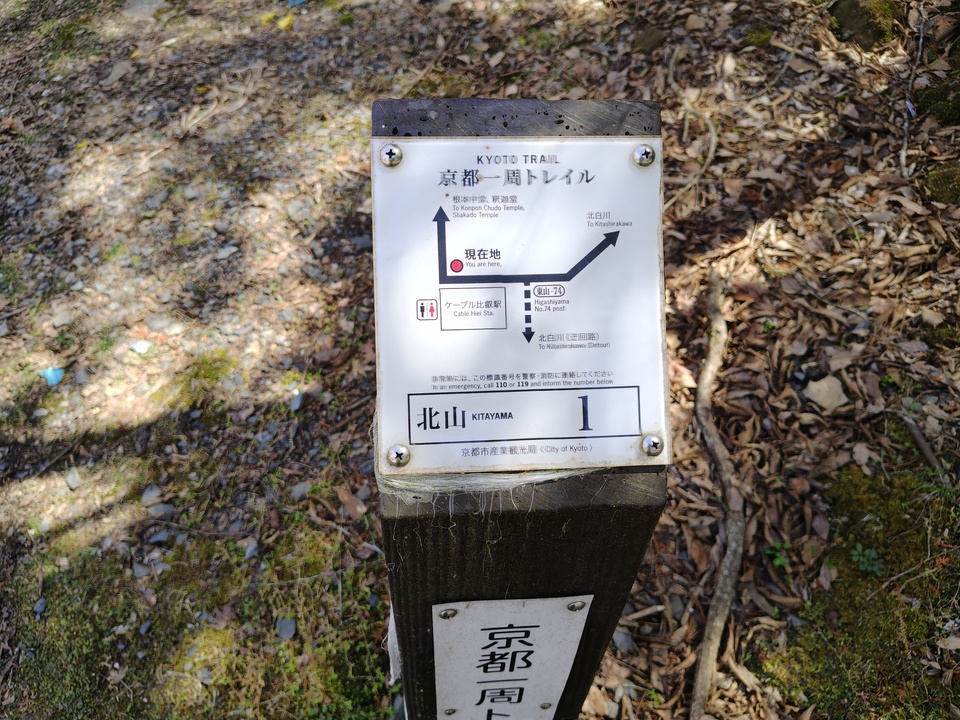 KYOTO TRAIL
京都一周トレイル
根本中堂、釈迦堂
To Konpon Chudo Temple,
Shakado Temple
北白川
To Kitashirakawa
現在地
You are here.
東山-74
Higashiyama
No.74 post
ケーブル比叡駅
Cable Hiei Sta.
北白川(迂回路)
To Kitashirakawa (Detour)
非常時には、この標識番号を警察・消防に連絡してください
In an emergency, call 110 or 119 and inform the number below.
北山 KITAYAMA 1
京都市産業観光局 (City of Kyoto)
京都一周ト